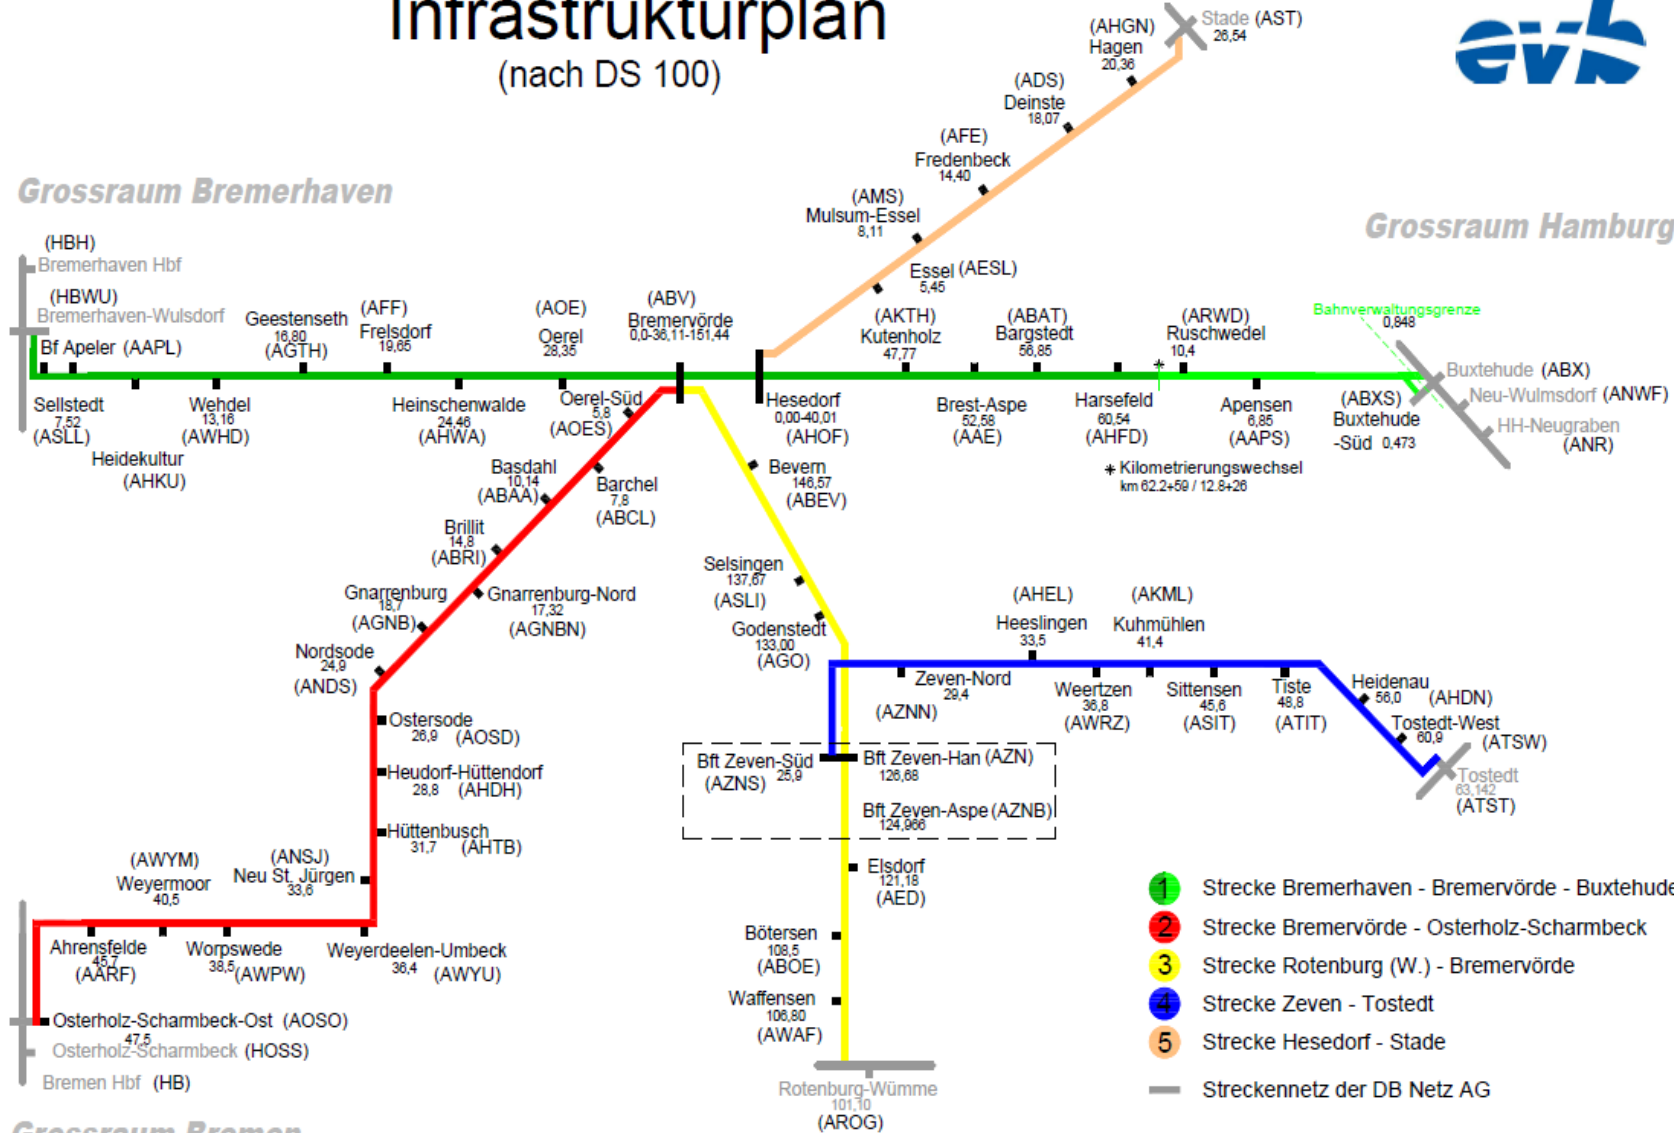 Infrastrukturplan
(nach DS 100)
evb
Stade (AST)
26,54
(AHGN)
Hagen
20,36
(ADS)
Deinste
18,07
(AFE)
Fredenbeck
14,40
(AMS)
Mulsum-Essel
8,11
Essel (AESL)
5,45
Grossraum Bremerhaven
Grossraum Hamburg
(HBH)
Bremerhaven Hbf
(HBWU)
Bremerhaven-Wulsdorf
Bf Apeler (AAPL)
Geestenseth
16,80
(AGTH)
(AFF)
Frelsdorf
19,65
(AOE)
Oerel
28,35
(ABV)
Bremervörde
0,0-36,11-151,44
(AKTH)
Kutenholz
47,77
(ABAT)
Bargstedt
56,85
(ARWD)
Ruschwedel
10,4
Bahnverwaltungsgrenze
0,848
Buxtehude (ABX)
Neu-Wulmsdorf (ANWF)
HH-Neugraben
(ANR)
Sellstedt
7,52
(ASLL)
Heidekultur
(AHKU)
Wehdel
13,16
(AWHD)
Heinschenwalde
24,46
(AHWA)
Oerel-Süd
5,8
(AOES)
Hesedorf
0,00-40,01
(AHOF)
Brest-Aspe
52,58
(AAE)
Harsefeld
60,54
(AHFD)
Apensen
6,85
(AAPS)
(ABXS)
Buxtehude
-Süd 0,473
* Kilometrierungswechsel
km 62.2+59 / 12.8+26
Basdahl
10,14
(ABAA)
Barchel
7,8
(ABCL)
Bevern
146,57
(ABEV)
Brillit
14,8
(ABRI)
Gnarrenburg
18,7
(AGNB)
Gnarrenburg-Nord
17,32
(AGNBN)
Selsingen
137,67
(ASLI)
Godenstedt
133,00
(AGO)
Nordsode
24,9
(ANDS)
Ostersode
26,9 (AOSD)
Heudorf-Hüttendorf
28,8 (AHDH)
Hüttenbusch
31,7 (AHTB)
(ANSJ)
Neu St. Jürgen
33,6
(AWYM)
Weyermoor
40,5
Ahrensfelde
45,7
(AARF)
Worpswede
38,5 (AWPW)
Weyerdeelen-Umbeck
36,4 (AWYU)
Osterholz-Scharmbeck-Ost (AOSO)
47,5
Osterholz-Scharmbeck (HOSS)
Bremen Hbf (HB)
Grossraum Bremen
(AHEL)
Heeslingen
33,5
(AKML)
Kuhmühlen
41,4
Zeven-Nord
29,4
(AZNN)
Weertzen
36,8
(AWRZ)
Sittensen
45,6
(ASIT)
Tiste
48,8
(ATIT)
Heidenau
56,0 (AHDN)
Tostedt-West
60,9 (ATSW)
Tostedt
63,142
(ATST)
Bft Zeven-Süd
25,9
(AZNS)
Bft Zeven-Han (AZN)
126,68
Bft Zeven-Aspe (AZNB)
124,966
Elsdorf
121,18
(AED)
Bötersen
108,5
(ABOE)
Waffensen
106,80
(AWAF)
Rotenburg-Wümme
101,10
(AROG)
1 Strecke Bremerhaven - Bremervörde - Buxtehude
2 Strecke Bremervörde - Osterholz-Scharmbeck
3 Strecke Rotenburg (W.) - Bremervörde
4 Strecke Zeven - Tostedt
5 Strecke Hesedorf - Stade
Streckennetz der DB Netz AG